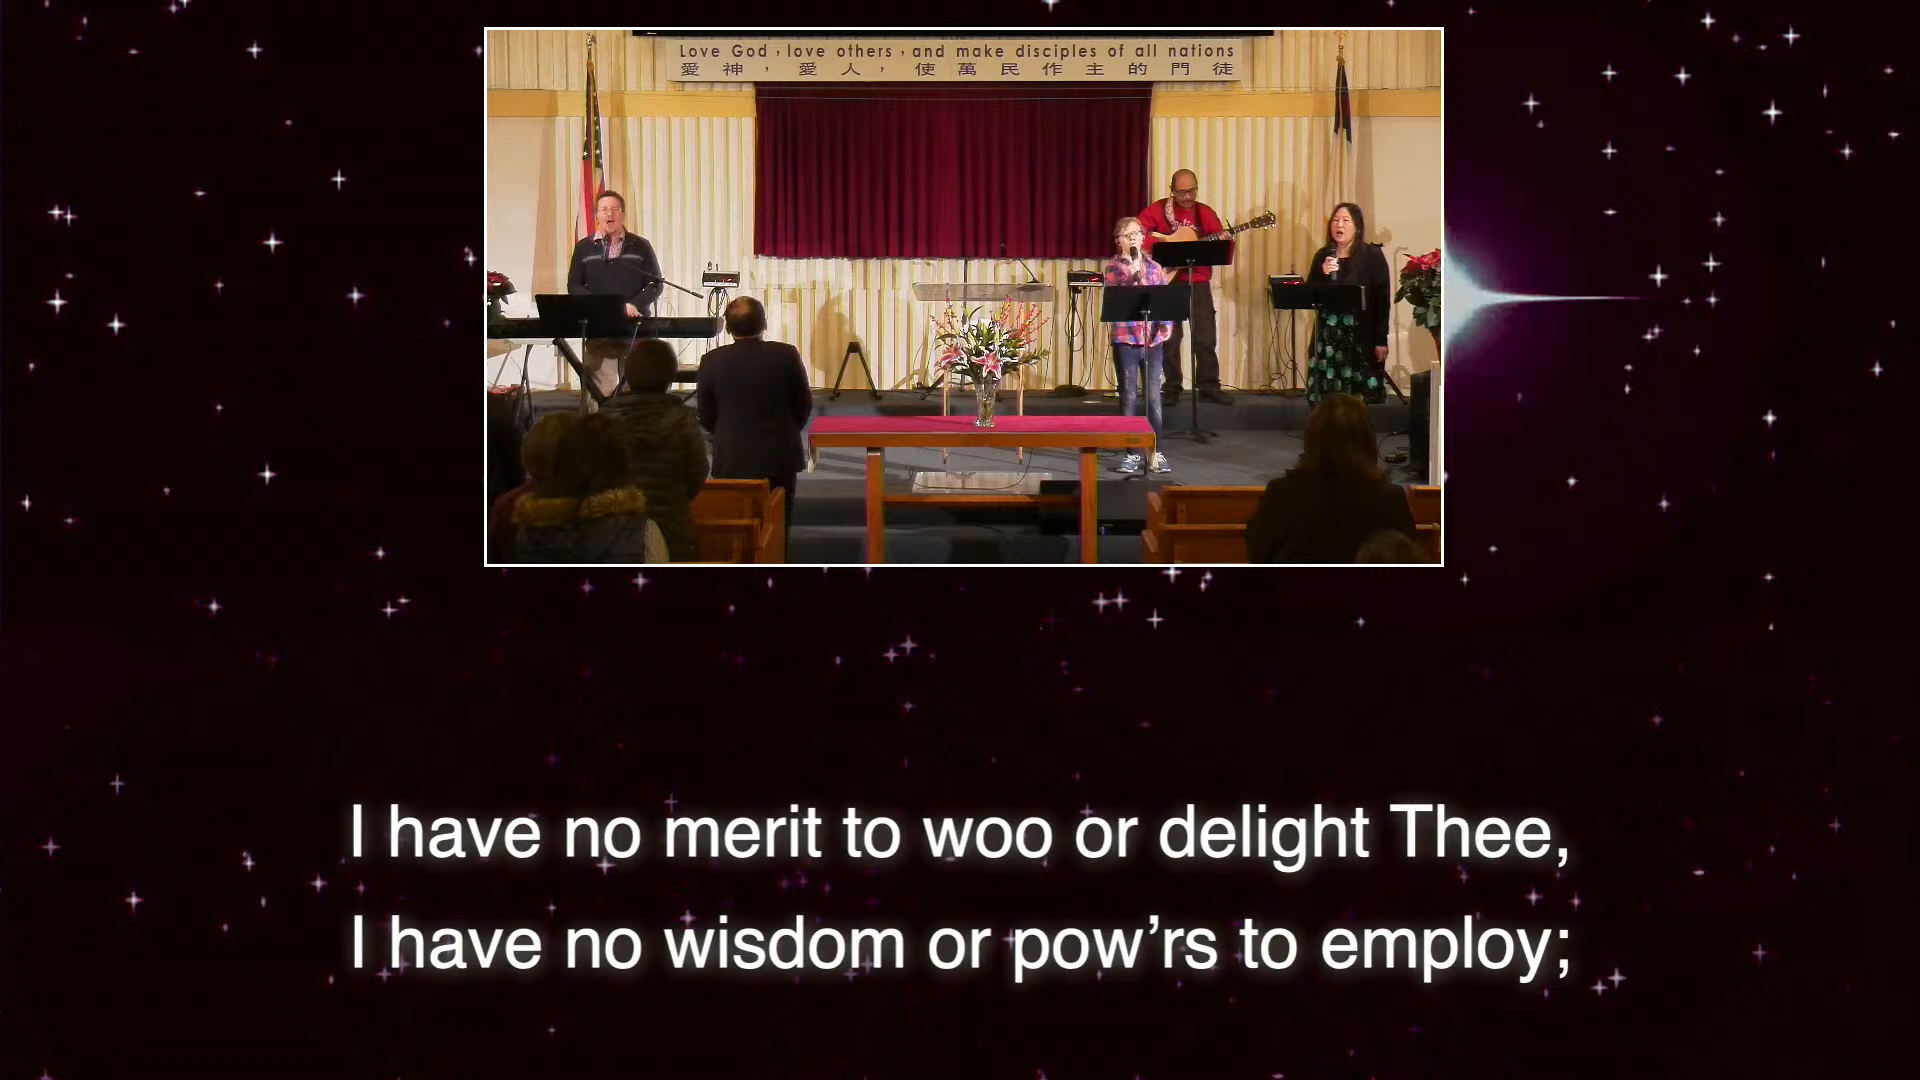 Love God, love others, and make disciples of all nations
愛神，愛人，使萬民作主的門徒
I have no merit to woo or delight Thee,
I have no wisdom or pow’rs to employ;